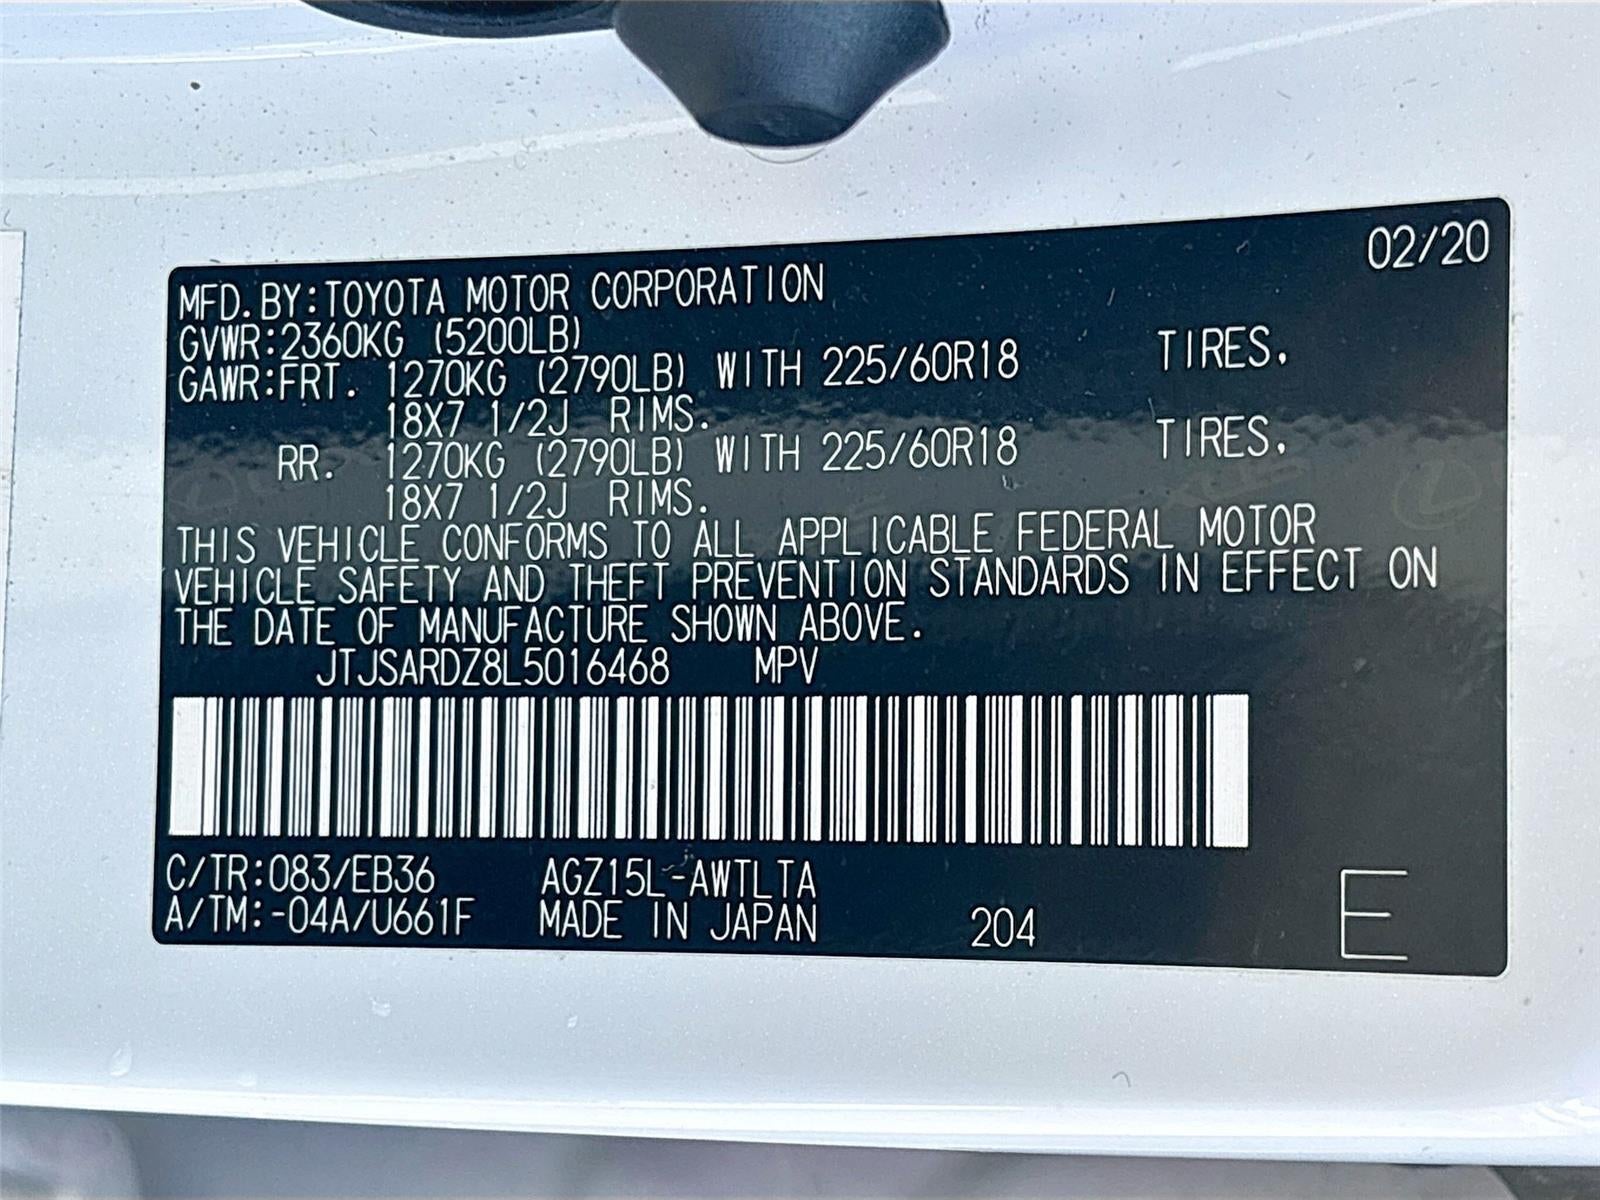 02/20
MFD.BY:TOYOTA MOTOR CORPORATION
GVWR:2360KG (5200LB)
GAWR:FRT. 1270KG (2790LB) WITH 225/60R18 TIRES,
18X7 1/2J RIMS.
RR. 1270KG (2790LB) WITH 225/60R18 TIRES,
18X7 1/2J RIMS.
THIS VEHICLE CONFORMS TO ALL APPLICABLE FEDERAL MOTOR
VEHICLE SAFETY AND THEFT PREVENTION STANDARDS IN EFFECT ON
THE DATE OF MANUFACTURE SHOWN ABOVE.
JTJSARDZ8L5016468 MPV
C/TR:083/EB36 AGZ15L-AWTLTA
A/TM:-04A/U661F MADE IN JAPAN 204 E